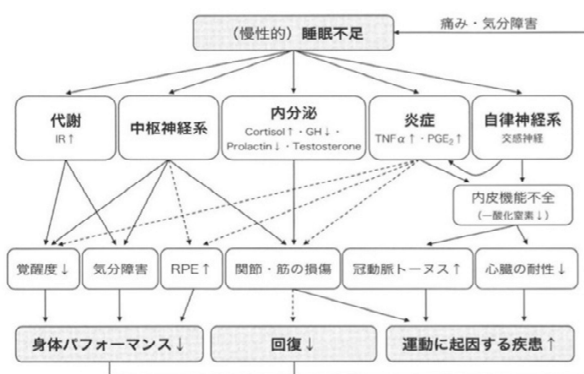 (慢性的)睡眠不足
痛み・気分障害
代謝
IR↑
中枢神経系
内分泌
Cortisol↑・GH↓・
Prolactin↓・Testosterone
炎症
TNFα↑・PGE₂↑
自律神経系
交感神経
内皮機能不全
(一酸化窒素↓)
覚醒度↓
気分障害
RPE↑
関節・筋の損傷
冠動脈トーヌス↑
心臓の耐性↓
身体パフォーマンス↓
回復↓
運動に起因する疾患↑